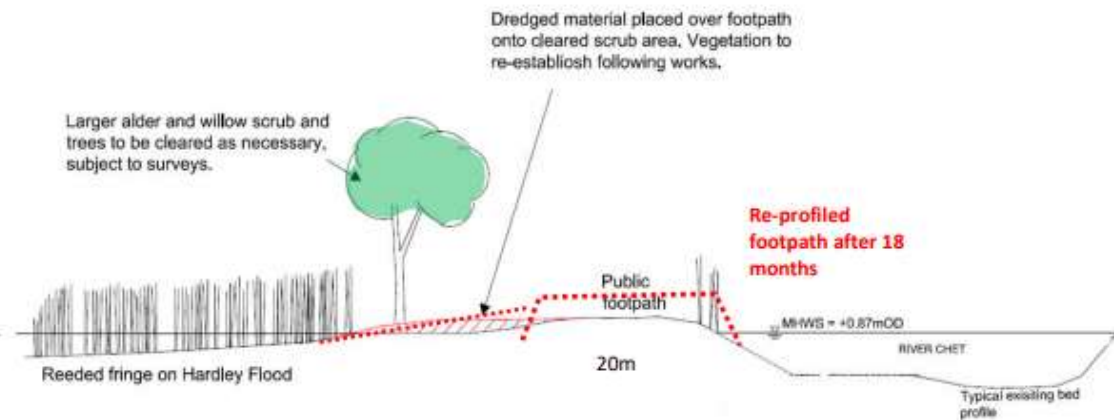 Dredged material placed over footpath
onto cleared scrub area. Vegetation to
re-establiosh following works.
Larger alder and willow scrub and
trees to be cleared as necessary,
subject to surveys.
Re-profiled
footpath after 18
months
Public
footpath
MHWS = +0.87mOD
RIVER CHET
20m
Reeded fringe on Hardley Flood
Typical exisiting bed
profile